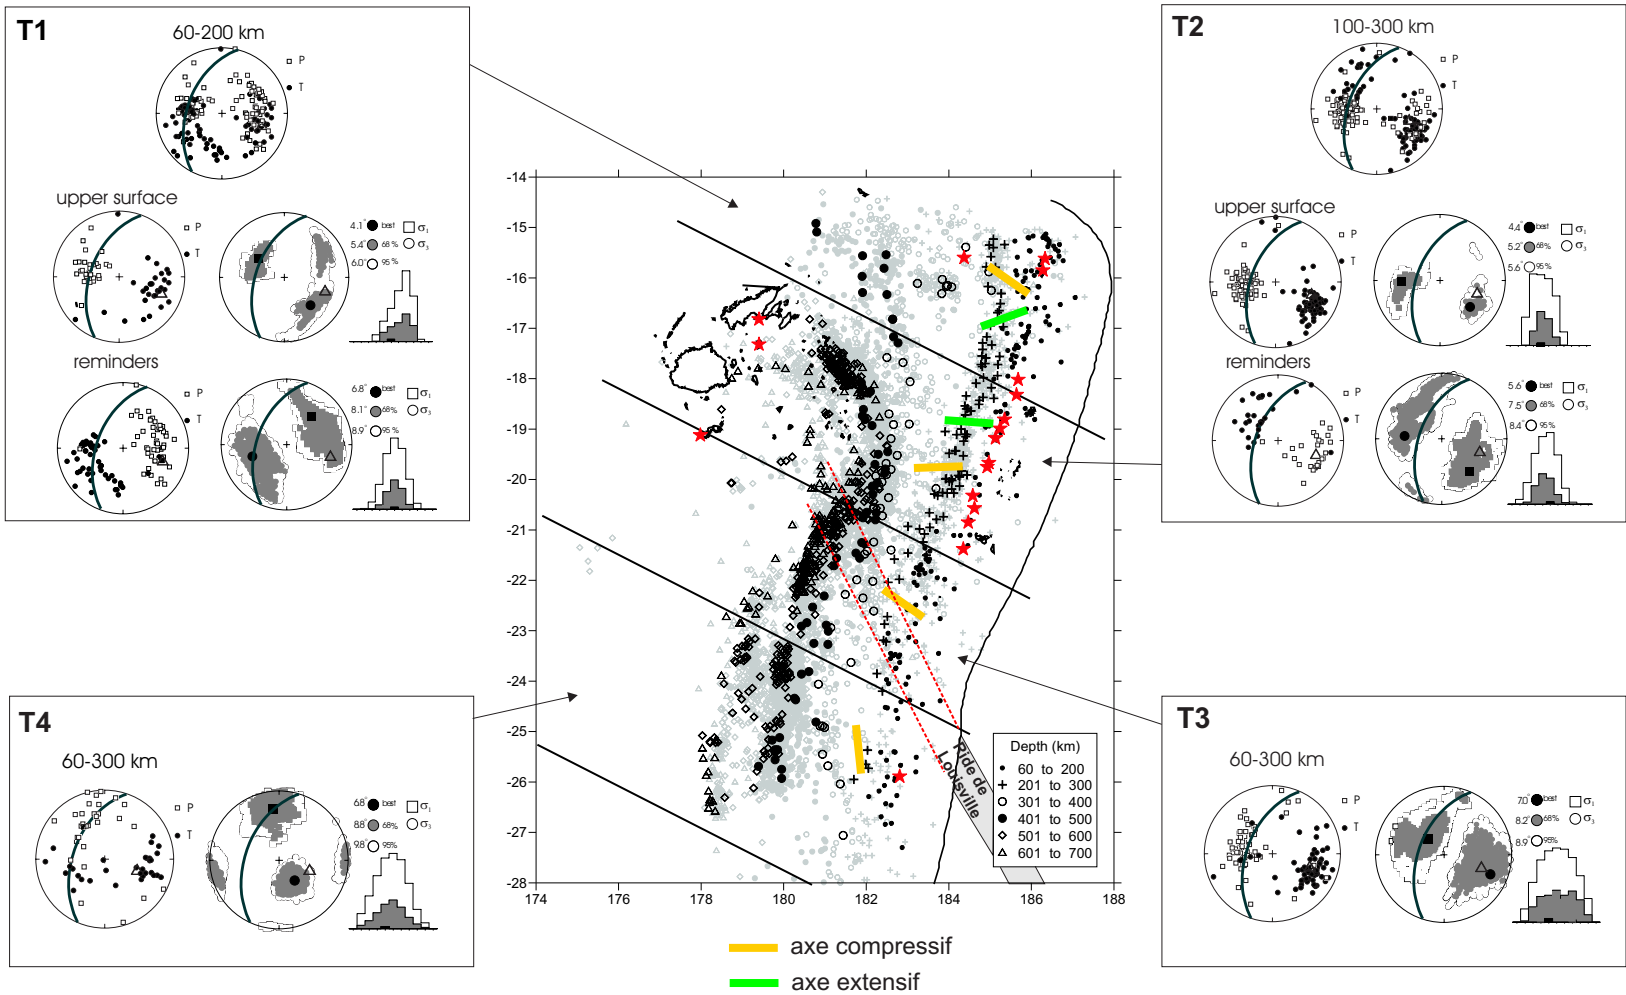 T1
60-200 km
P
T
upper surface
P
T
4.1° best σ1
5.4° 68% σ3
6.0° 95%
reminders
P
T
6.8° best σ1
8.1° 68% σ3
8.9° 95%
T2
100-300 km
P
T
upper surface
P
T
4.4° best σ1
5.2° 68% σ3
5.6° 95%
reminders
P
T
5.6° best σ1
7.5° 68% σ3
8.4° 95%
-14
-15
-16
-17
-18
-19
-20
-21
-22
-23
-24
-25
-26
-27
-28
174
176
178
180
182
184
186
188
Ride de
Louisville
Depth (km)
60 to 200
201 to 300
301 to 400
401 to 500
501 to 600
601 to 700
T4
60-300 km
P
T
6.8° best σ1
8.8° 68% σ3
9.8° 95%
T3
60-300 km
P
T
7.0° best σ1
8.2° 68% σ3
8.9° 95%
axe compressif
axe extensif